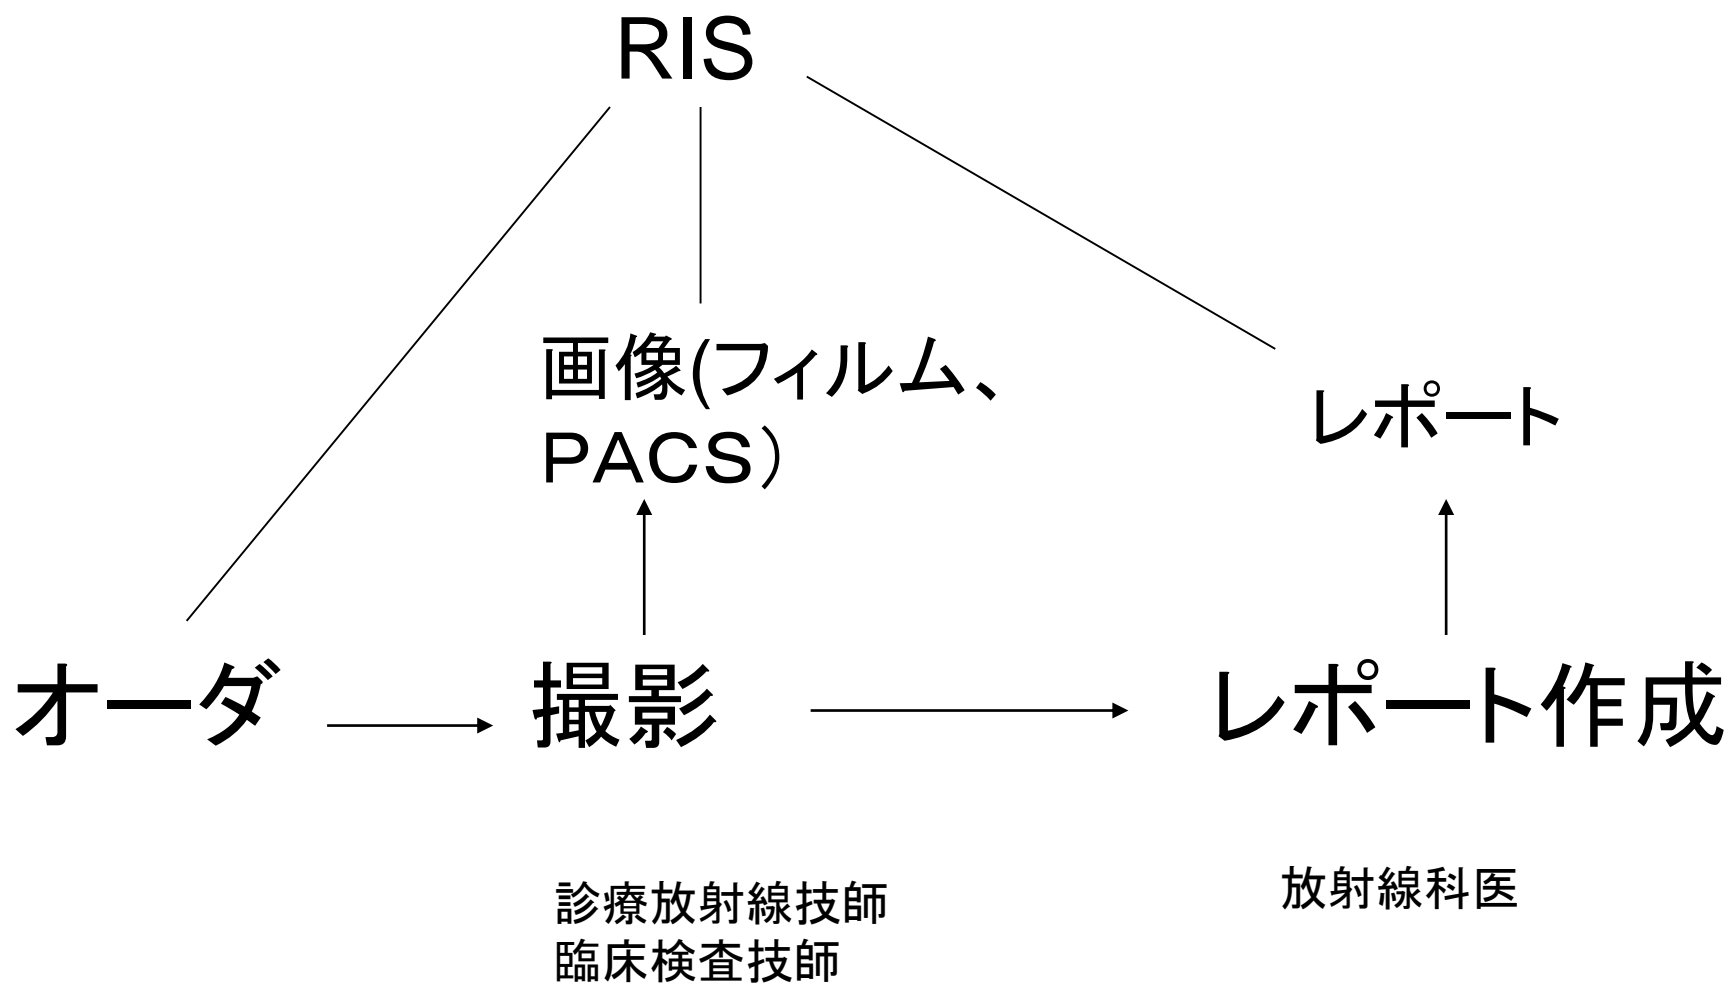 RIS
画像(フィルム、
PACS）
レポート
オーダ
撮影
レポート作成
診療放射線技師
臨床検査技師
放射線科医